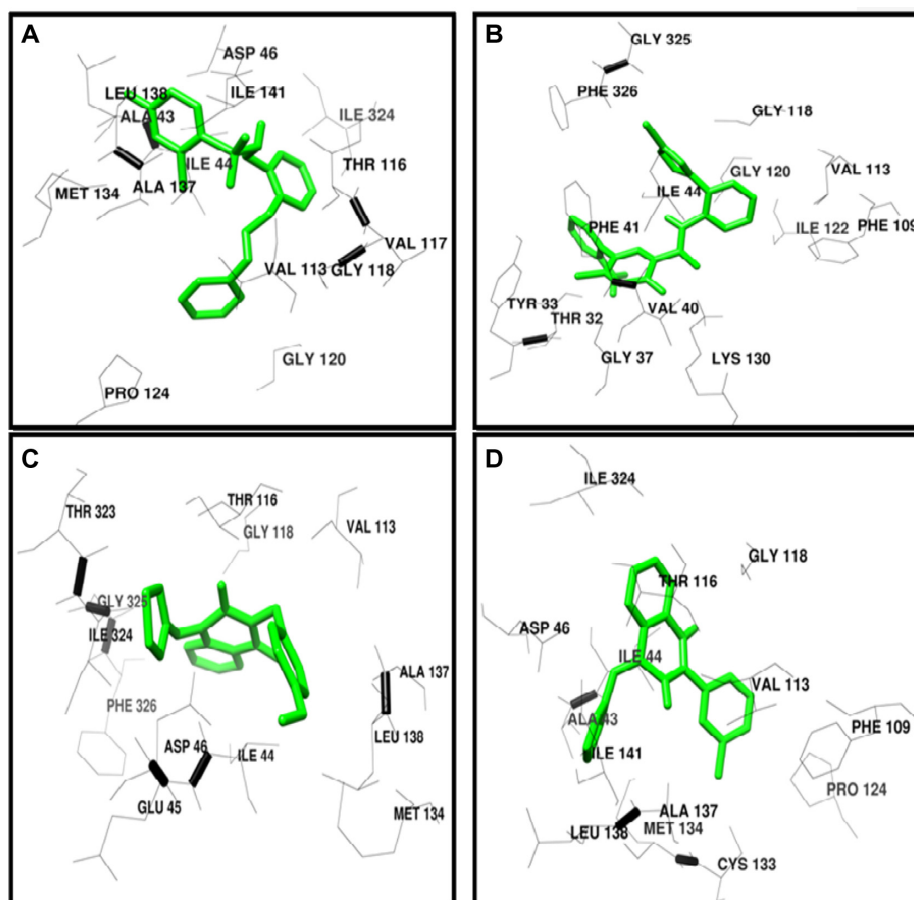 A
ASP 46
LEU 138
ILE 141
ALA 43
ILE 324
ILE 44
THR 116
MET 134
ALA 137
VAL 117
VAL 113
GLY 118
GLY 120
PRO 124
B
GLY 325
PHE 326
GLY 118
GLY 120
VAL 113
ILE 44
PHE 41
ILE 122
PHE 109
TYR 33
THR 32
VAL 40
GLY 37
LYS 130
C
THR 116
THR 323
VAL 113
GLY 118
GLY 325
ILE 324
ALA 137
PHE 326
LEU 138
ASP 46
ILE 44
GLU 45
MET 134
D
ILE 324
GLY 118
THR 116
ASP 46
ILE 44
VAL 113
ALA 43
PHE 109
ILE 141
PRO 124
ALA 137
LEU 138
MET 134
CYS 133